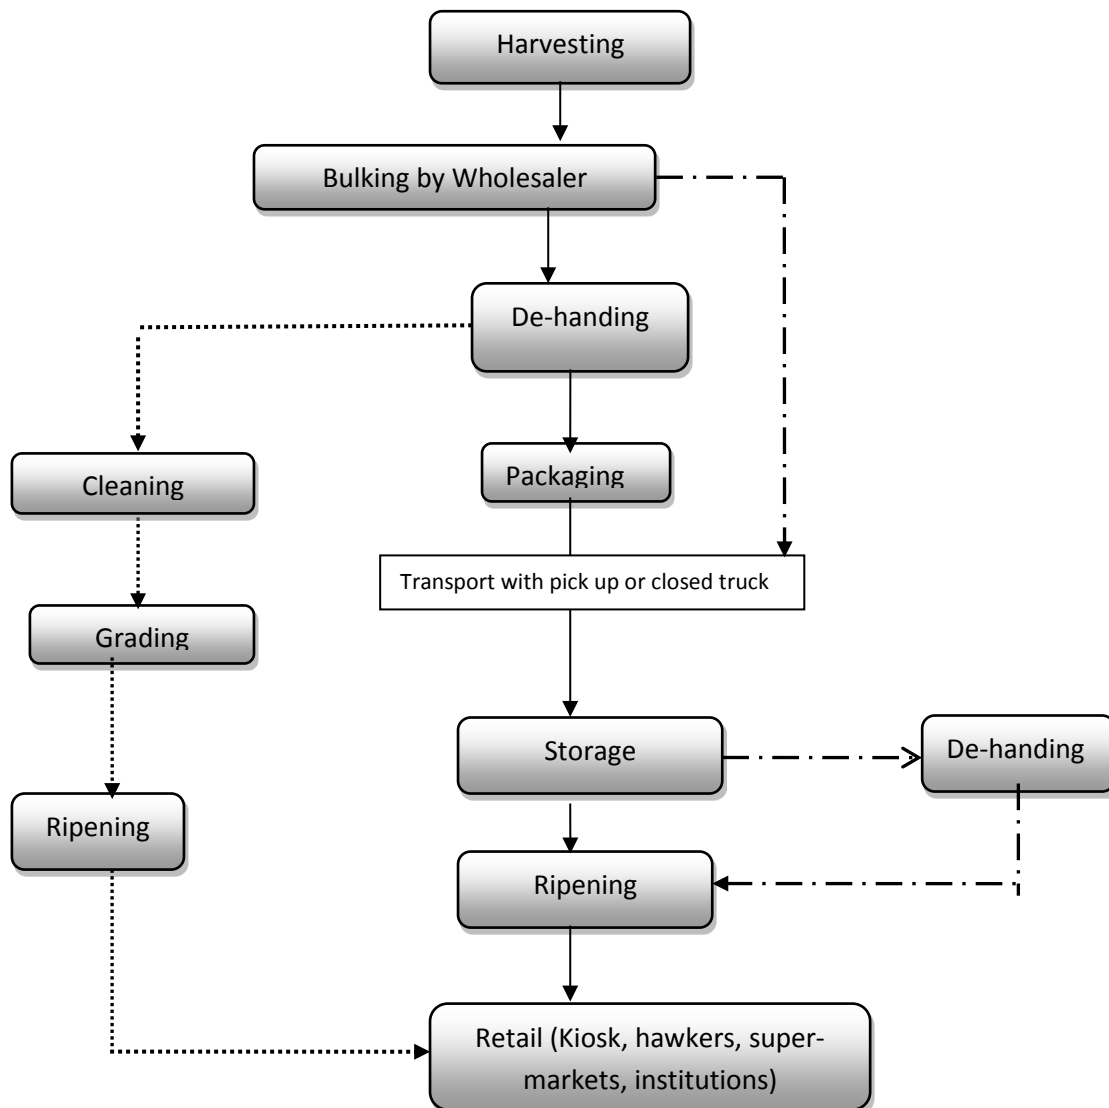 Harvesting
Bulking by Wholesaler
De-handing
Cleaning
Packaging
Transport with pick up or closed truck
Grading
Storage
De-handing
Ripening
Ripening
Retail (Kiosk, hawkers, super-
markets, institutions)